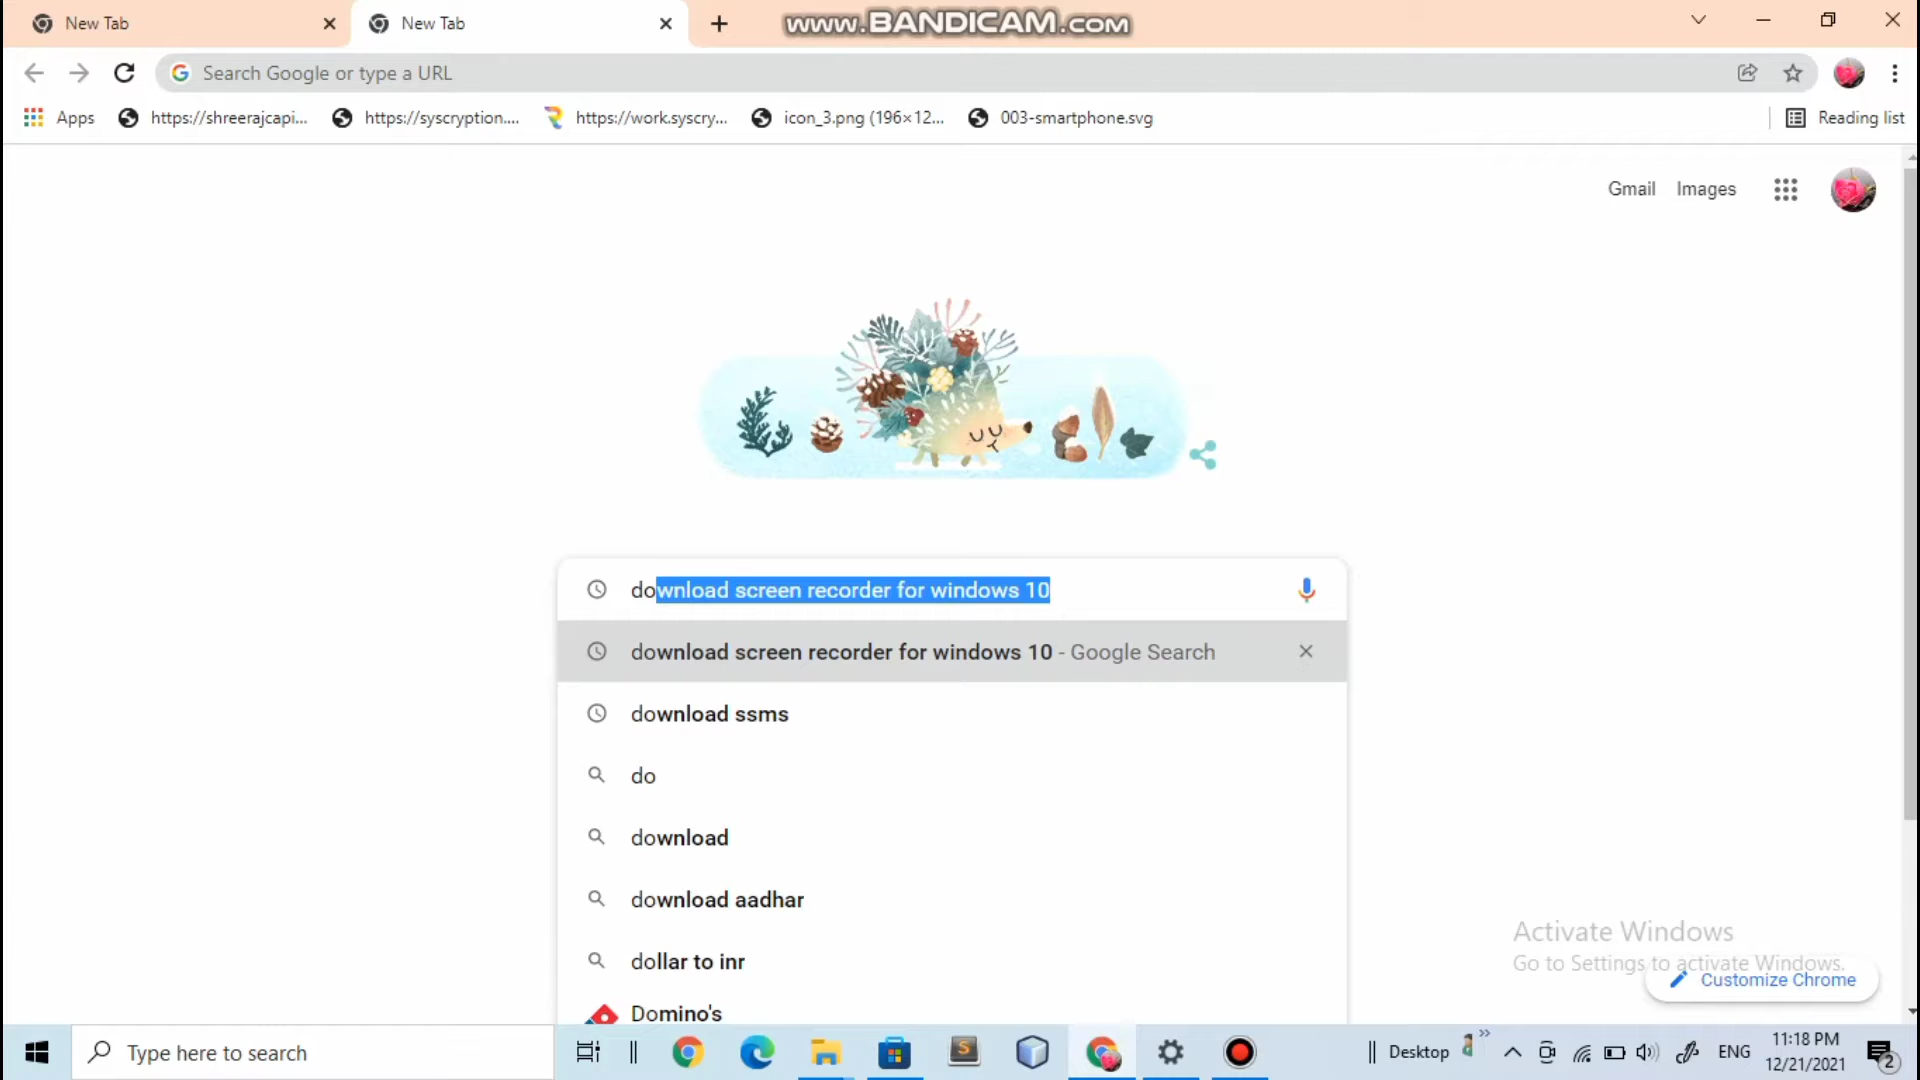 New Tab
New Tab
www.BANDICAM.com
Search Google or type a URL
Apps
https://shreerajcapi...
https://syscryption....
https://work.syscry...
icon_3.png (196×12...
003-smartphone.svg
Reading list
Gmail
Images
download screen recorder for windows 10
download screen recorder for windows 10 - Google Search
download ssms
do
download
download aadhar
dollar to inr
Domino's
Activate Windows
Go to Settings to activate Windows.
Customize Chrome
Type here to search
Desktop
ENG
11:18 PM
12/21/2021
2